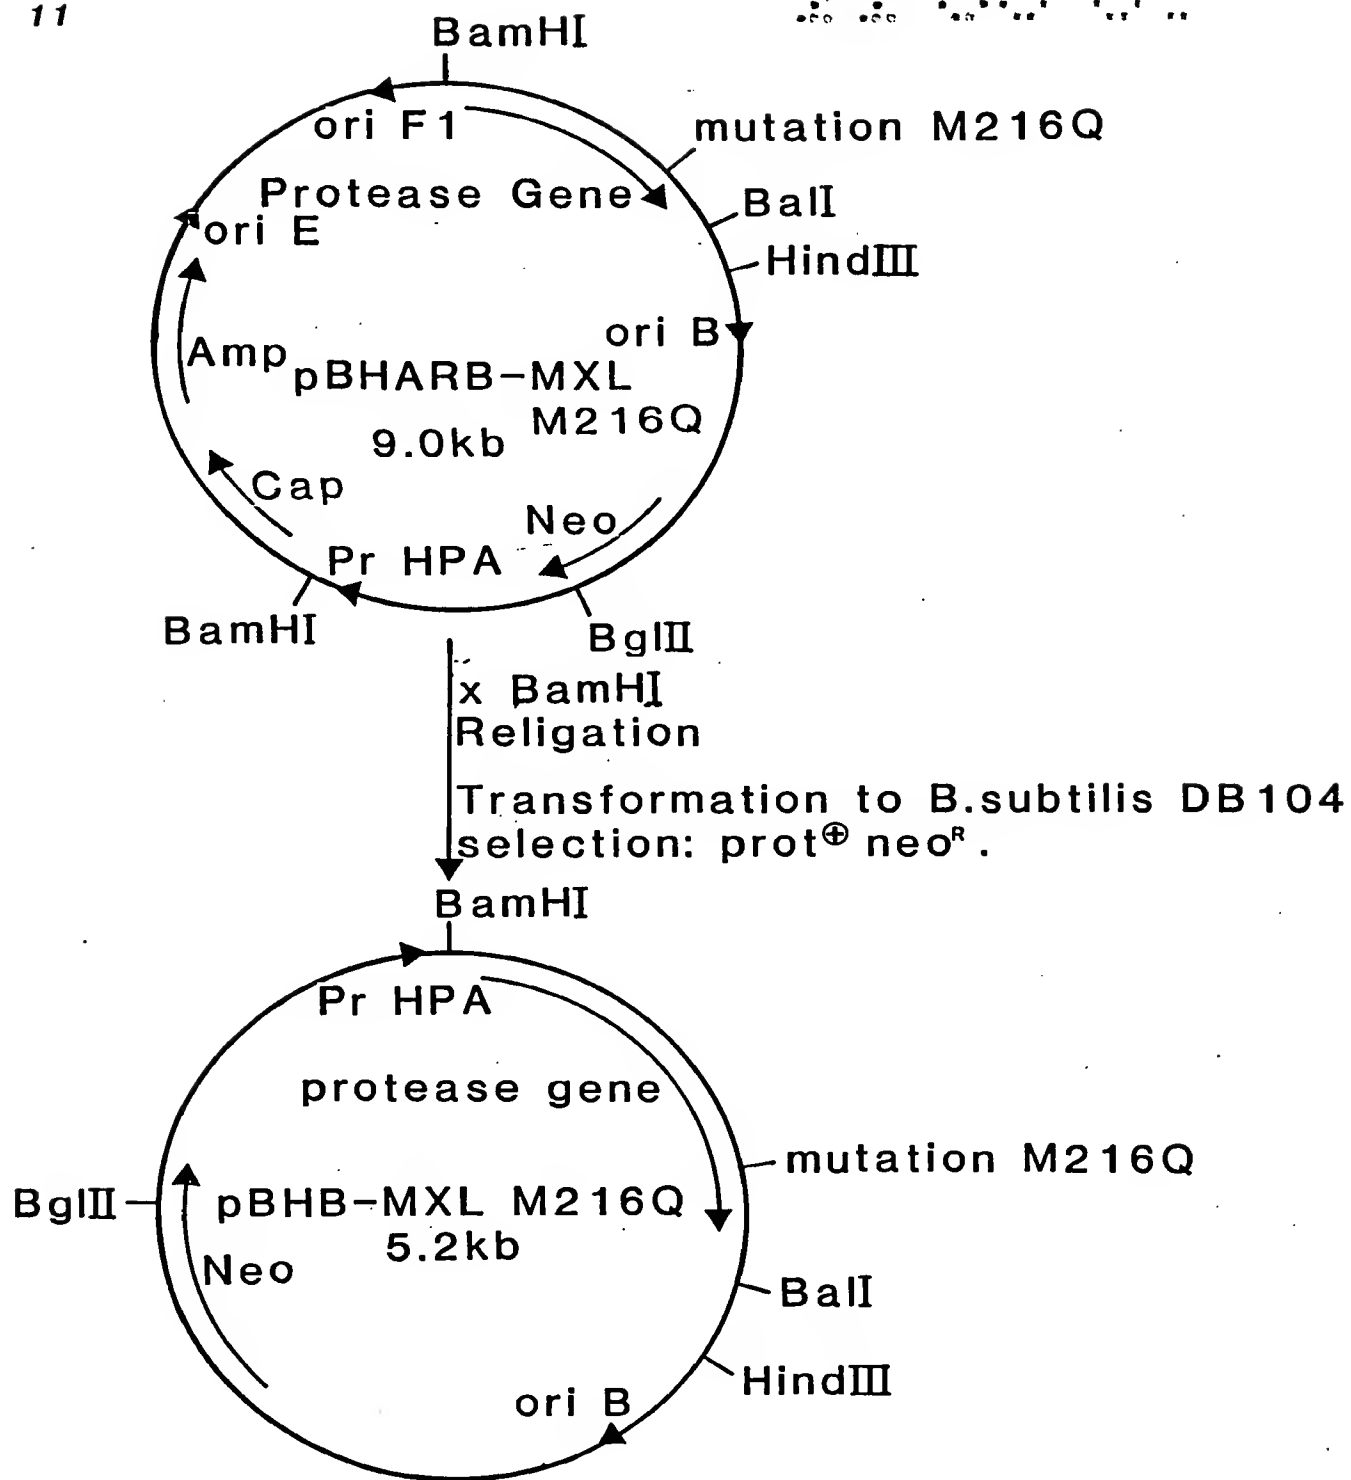 11
BamHI
ori F1
mutation M216Q
Protease Gene
BalI
ori E
HindIII
ori B
Amp
pBHARB-MXL
M216Q
9.0kb
Cap
Neo
Pr HPA
BamHI
BglII
x BamHI
Religation
Transformation to B.subtilis DB104
selection: prot⊕ neoᴿ.
BamHI
Pr HPA
protease gene
mutation M216Q
BglII
pBHB-MXL M216Q
5.2kb
Neo
BalI
HindIII
ori B